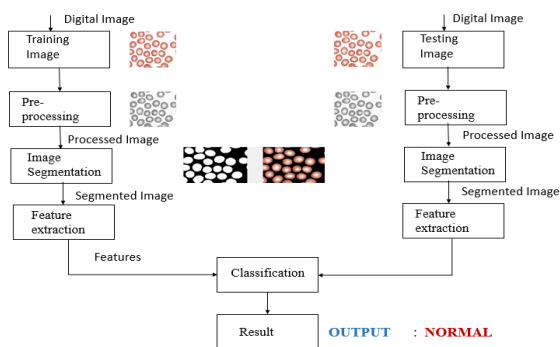 Digital Image
Training
Image
Pre-
processing
Processed Image
Image
Segmentation
Segmented Image
Feature
extraction
Features
Digital Image
Testing
Image
Pre-
processing
Processed Image
Image
Segmentation
Segmented Image
Feature
extraction
Classification
Result
OUTPUT : NORMAL